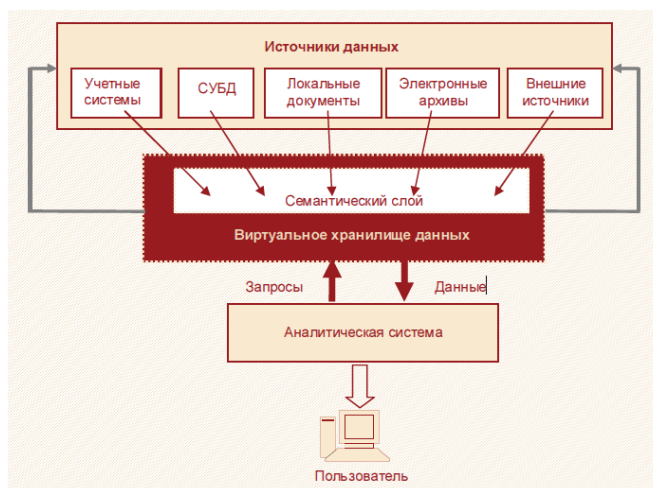 Источники данных
Учетные
системы
СУБД
Локальные
документы
Электронные
архивы
Внешние
источники
Семантический слой
Виртуальное хранилище данных
Запросы
Данные
Аналитическая система
Пользователь